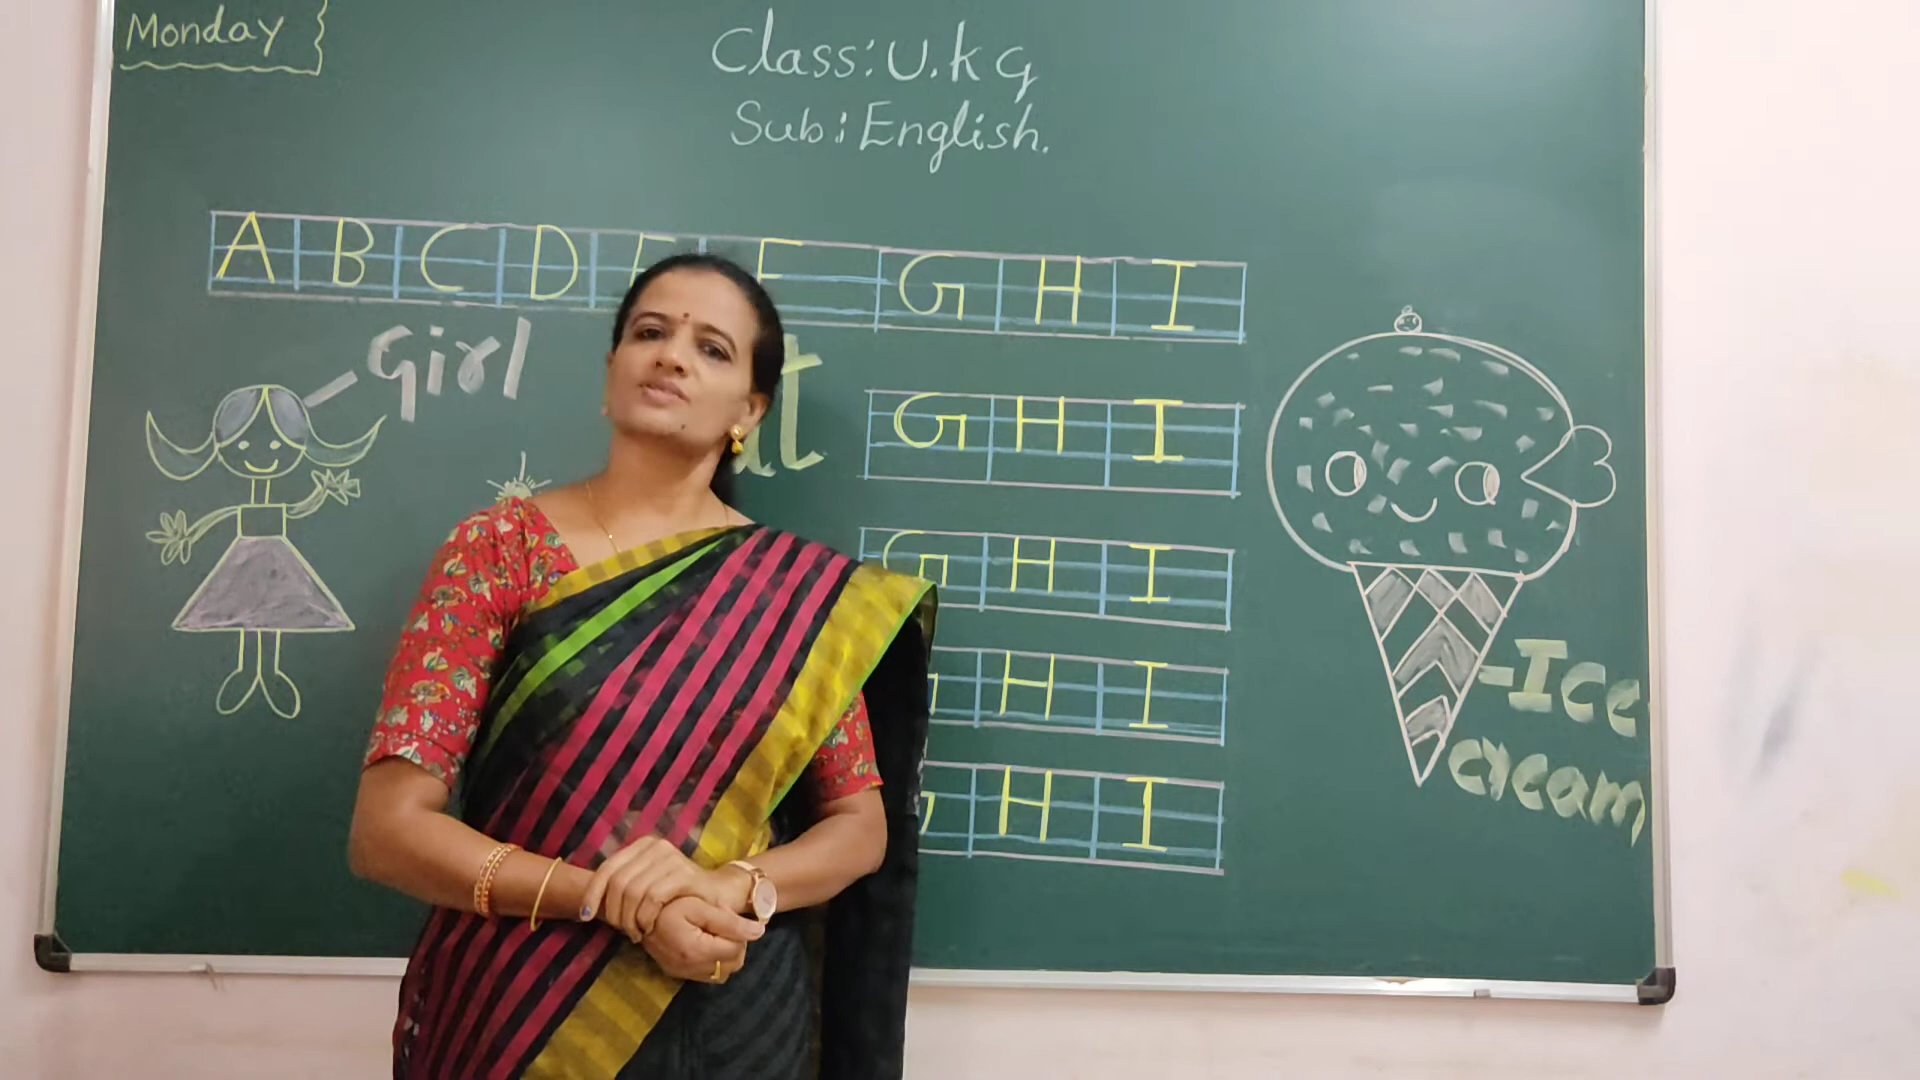 Monday
Class: U.K G
Sub: English.
A B C D E F G H I
Girl
G H I
G H I
H I
H I
-Ice
cream